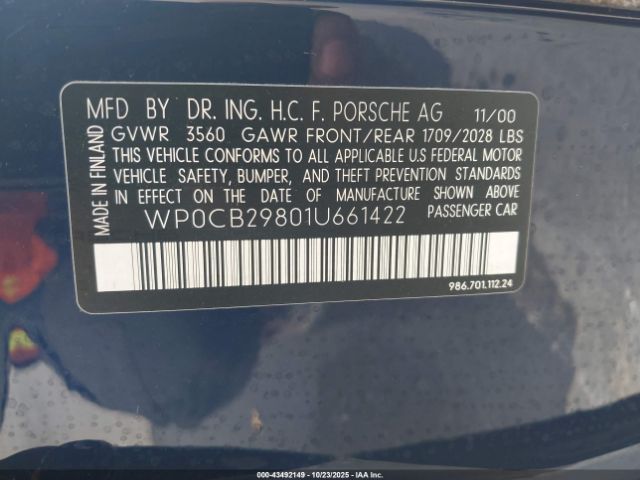 MFD BY DR. ING. H.C. F. PORSCHE AG 11/00
GVWR 3560 GAWR FRONT/REAR 1709/2028 LBS
THIS VEHICLE CONFORMS TO ALL APPLICABLE U.S FEDERAL MOTOR
VEHICLE SAFETY, BUMPER, AND THEFT PREVENTION STANDARDS
IN EFFECT ON THE DATE OF MANUFACTURE SHOWN ABOVE
WP0CB29801U661422 PASSENGER CAR
MADE IN FINLAND
986.701.112.24
000-43492149 - 10/23/2025 - IAAI.com